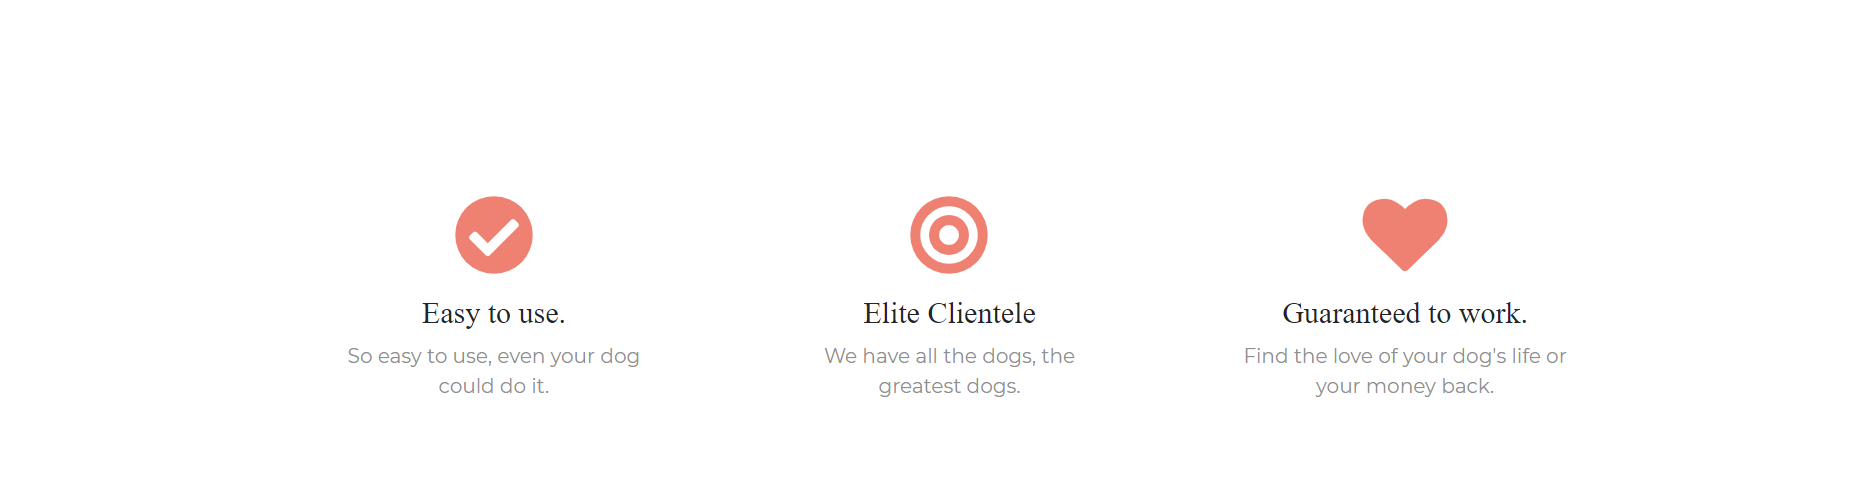 Easy to use.
So easy to use, even your dog
could do it.
Elite Clientele
We have all the dogs, the
greatest dogs.
Guaranteed to work.
Find the love of your dog's life or
your money back.